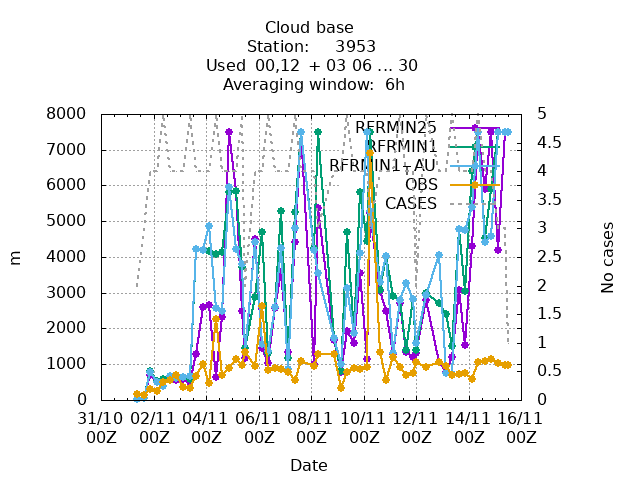 Cloud base
Station: 3953
Used 00,12 + 03 06 ... 30
Averaging window: 6h
8000
7000
6000
5000
4000
3000
2000
1000
0
m
5
4.5
4
3.5
3
2.5
2
1.5
1
0.5
0
No cases
RFRMIN25
RFRMIN1
RFRMIN1-AU
OBS
CASES
31/10 02/11 04/11 06/11 08/11 10/11 12/11 14/11 16/11
00Z 00Z 00Z 00Z 00Z 00Z 00Z 00Z 00Z
Date